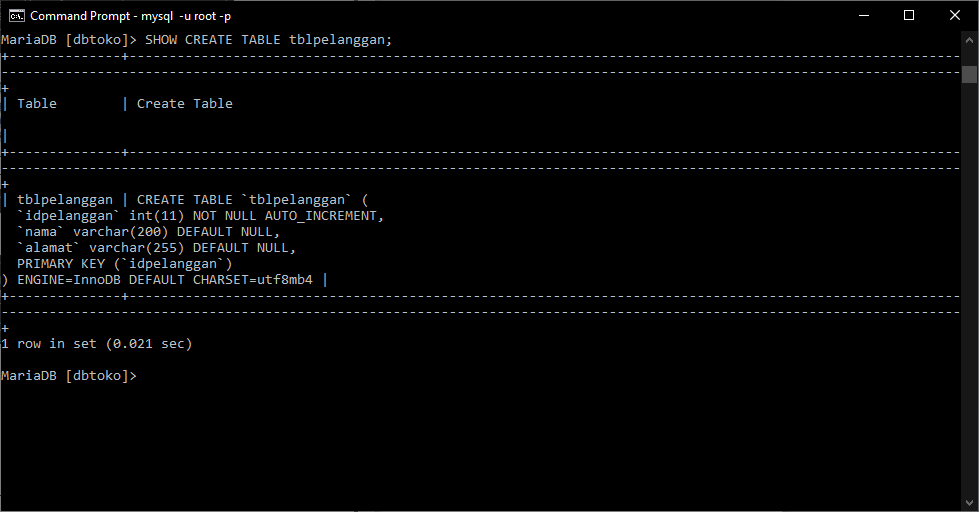 Command Prompt - mysql -u root -p
MariaDB [dbtoko]> SHOW CREATE TABLE tblpelanggan;
+--------------+--------------------------------------------------------------------------------------------------------
------------------------------------------------------------------------------------------------------------------------
+
| Table        | Create Table
|
+--------------+--------------------------------------------------------------------------------------------------------
------------------------------------------------------------------------------------------------------------------------
+
| tblpelanggan | CREATE TABLE `tblpelanggan` (
  `idpelanggan` int(11) NOT NULL AUTO_INCREMENT,
  `nama` varchar(200) DEFAULT NULL,
  `alamat` varchar(255) DEFAULT NULL,
  PRIMARY KEY (`idpelanggan`)
) ENGINE=InnoDB DEFAULT CHARSET=utf8mb4 |
+--------------+--------------------------------------------------------------------------------------------------------
------------------------------------------------------------------------------------------------------------------------
+
1 row in set (0.021 sec)
MariaDB [dbtoko]>